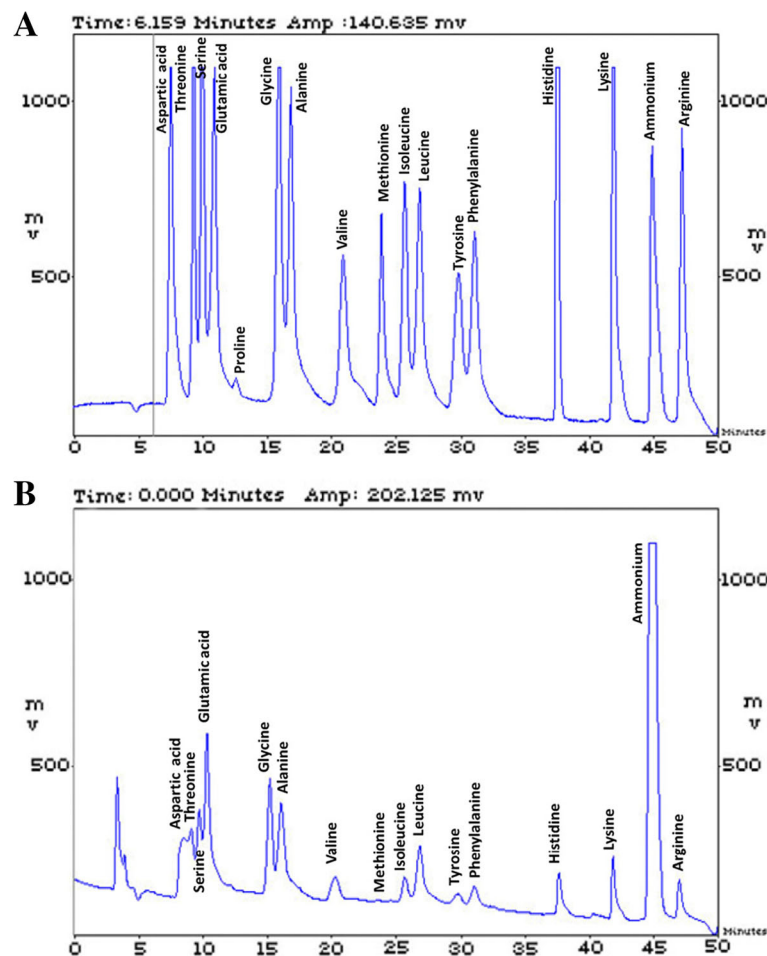 A
Time: 6.159 Minutes Amp :140.635 mv
Aspartic acid
Threonine
Serine
Glutamic acid
Proline
Glycine
Alanine
Valine
Methionine
Isoleucine
Leucine
Tyrosine
Phenylalanine
Histidine
Lysine
Ammonium
Arginine
1000
1000
m
v
m
v
500
500
0 5 10 15 20 25 30 35 40 45 50 Minutes
B
Time: 0.000 Minutes Amp: 202.125 mv
Aspartic acid
Threonine
Serine
Glutamic acid
Glycine
Alanine
Valine
Methionine
Isoleucine
Leucine
Tyrosine
Phenylalanine
Histidine
Lysine
Ammonium
Arginine
1000
1000
m
v
m
v
500
500
0 5 10 15 20 25 30 35 40 45 50 Minutes